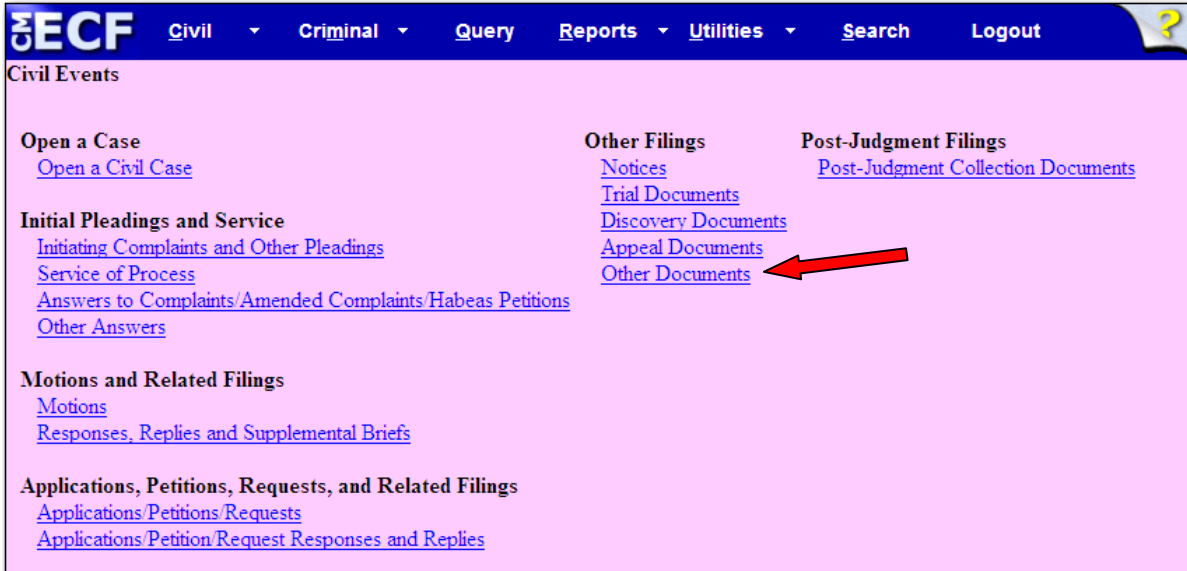 CM ECF Civil Criminal Query Reports Utilities Search Logout ?
Civil Events
Open a Case
Open a Civil Case
Initial Pleadings and Service
Initiating Complaints and Other Pleadings
Service of Process
Answers to Complaints/Amended Complaints/Habeas Petitions
Other Answers
Motions and Related Filings
Motions
Responses, Replies and Supplemental Briefs
Applications, Petitions, Requests, and Related Filings
Applications/Petitions/Requests
Applications/Petition/Request Responses and Replies
Other Filings
Notices
Trial Documents
Discovery Documents
Appeal Documents
Other Documents
Post-Judgment Filings
Post-Judgment Collection Documents